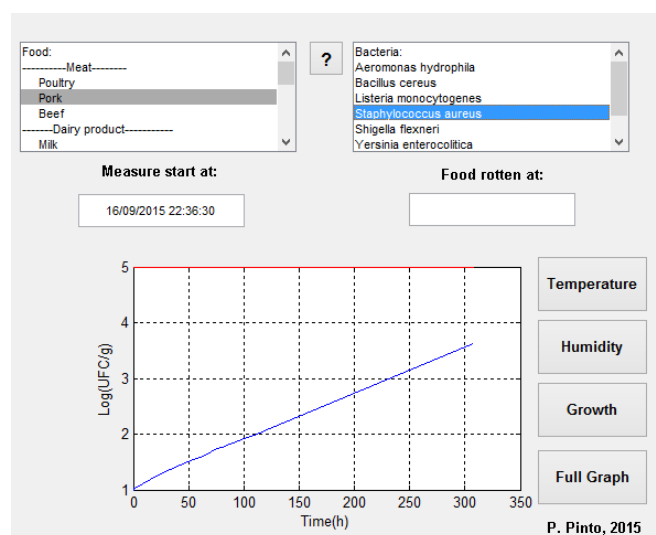 Food:
----------Meat--------
Poultry
Pork
Beef
-------Dairy product-----------
Milk
?
Bacteria:
Aeromonas hydrophila
Bacillus cereus
Listeria monocytogenes
Staphylococcus aureus
Shigella flexneri
Yersinia enterocolitica
Measure start at:
16/09/2015 22:36:30
Food rotten at:
5
4
3
2
1
Log(UFC/g)
0 50 100 150 200 250 300 350
Time(h)
Temperature
Humidity
Growth
Full Graph
P. Pinto, 2015